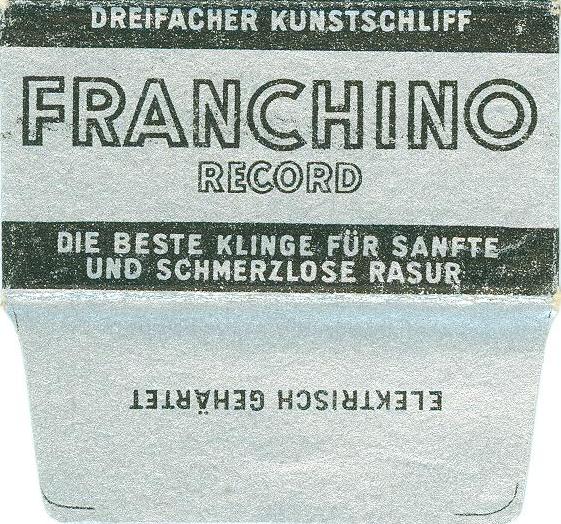 DREIFACHER KUNSTSCHLIFF
FRANCHINO
RECORD
DIE BESTE KLINGE FÜR SANFTE
UND SCHMERZLOSE RASUR
ELEKTRISCH GEHÄRTET